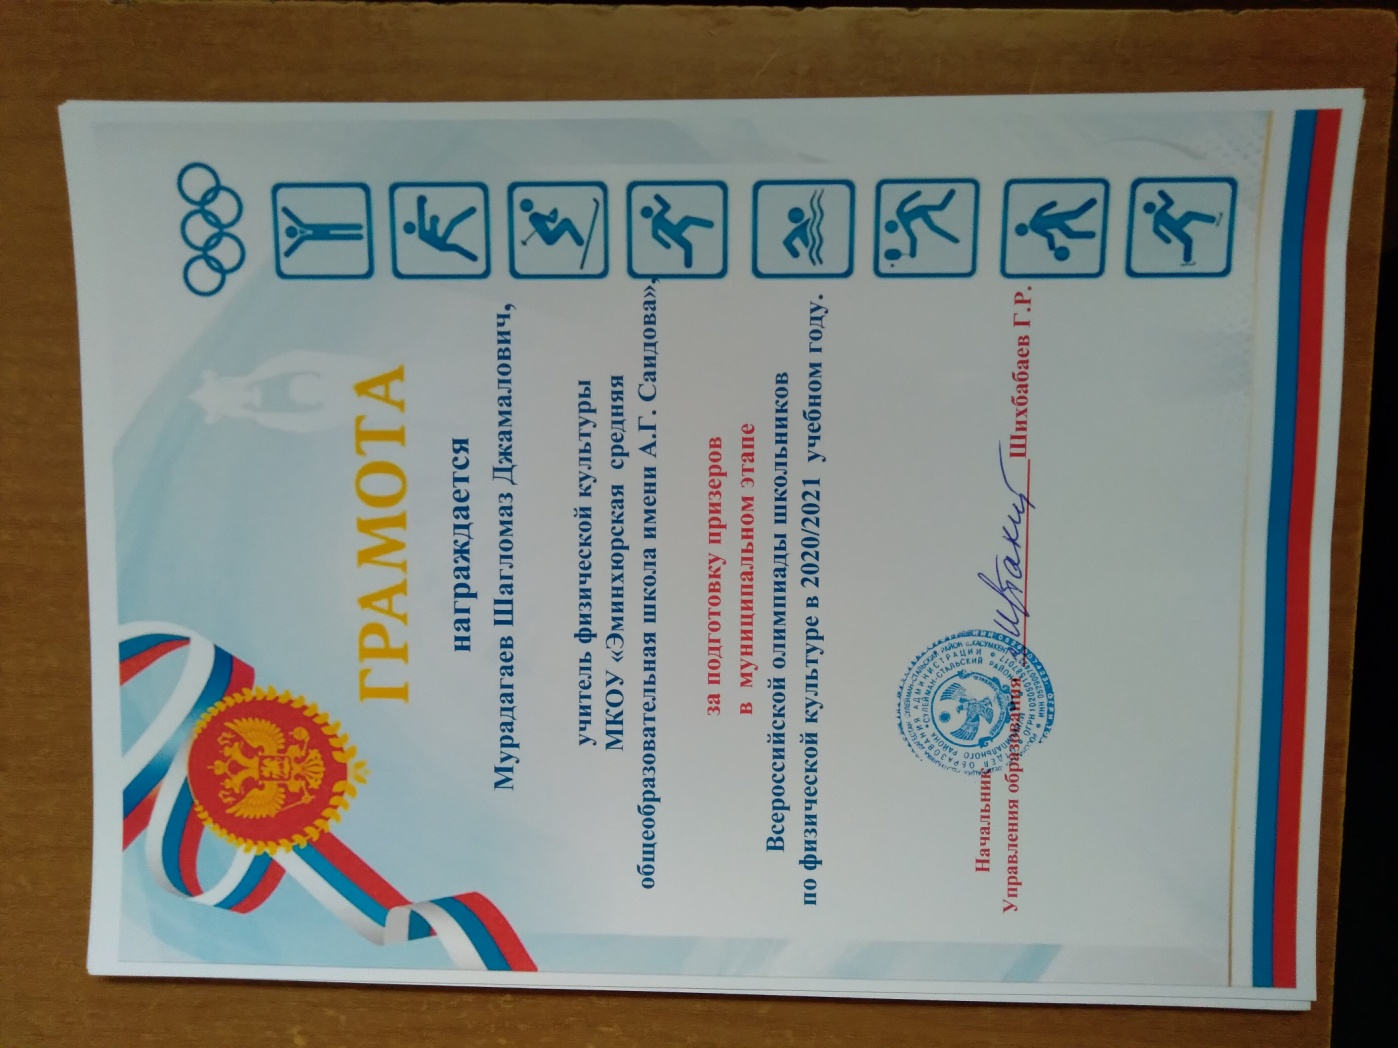 ГРАМОТА
награждается
Мурадагаев Шагломаз Джамалович,
учитель физической культуры
МКОУ «Эминхюрская средняя
общеобразовательная школа имени А.Г. Саидова»,
за подготовку призеров
в муниципальном этапе
Всероссийской олимпиады школьников
по физической культуре в 2020/2021 учебном году.
Начальник
Управления образования Шихбабаев Г.Р.